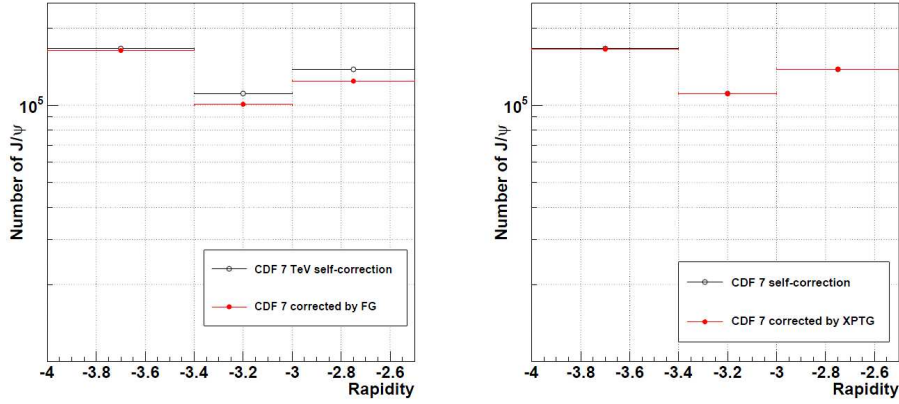 Number of J/ψ
10^5
CDF 7 TeV self-correction
CDF 7 corrected by FG
-4 -3.8 -3.6 -3.4 -3.2 -3 -2.8 -2.6
Rapidity
Number of J/ψ
10^5
CDF 7 self-correction
CDF 7 corrected by XPTG
-4 -3.8 -3.6 -3.4 -3.2 -3 -2.8 -2.6
Rapidity